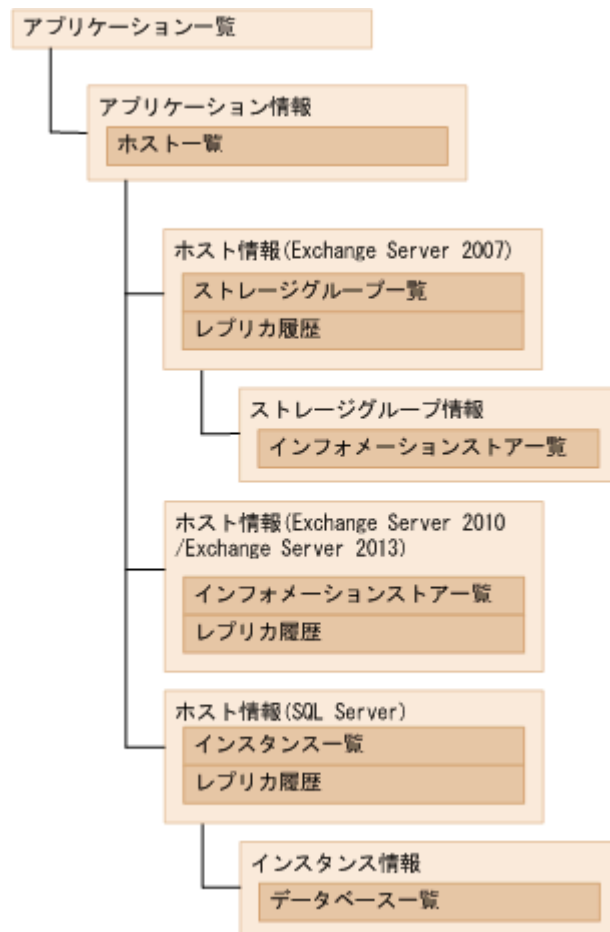 アプリケーション一覧
アプリケーション情報
ホスト一覧
ホスト情報(Exchange Server 2007)
ストレージグループ一覧
レプリカ履歴
ストレージグループ情報
インフォメーションストア一覧
ホスト情報(Exchange Server 2010
/Exchange Server 2013)
インフォメーションストア一覧
レプリカ履歴
ホスト情報(SQL Server)
インスタンス一覧
レプリカ履歴
インスタンス情報
データベース一覧